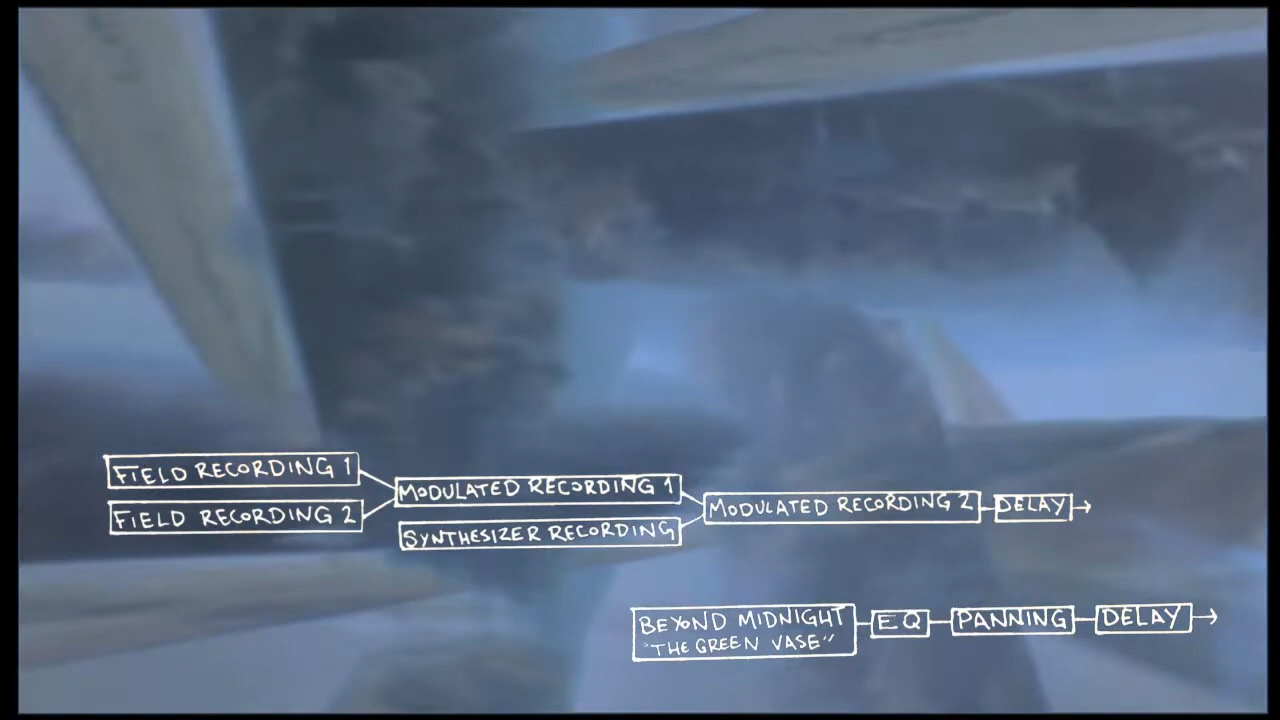 FIELD RECORDING 1
FIELD RECORDING 2
MODULATED RECORDING 1
SYNTHESIZER RECORDING
MODULATED RECORDING 2
DELAY
BEYOND MIDNIGHT
"THE GREEN VASE"
EQ
PANNING
DELAY